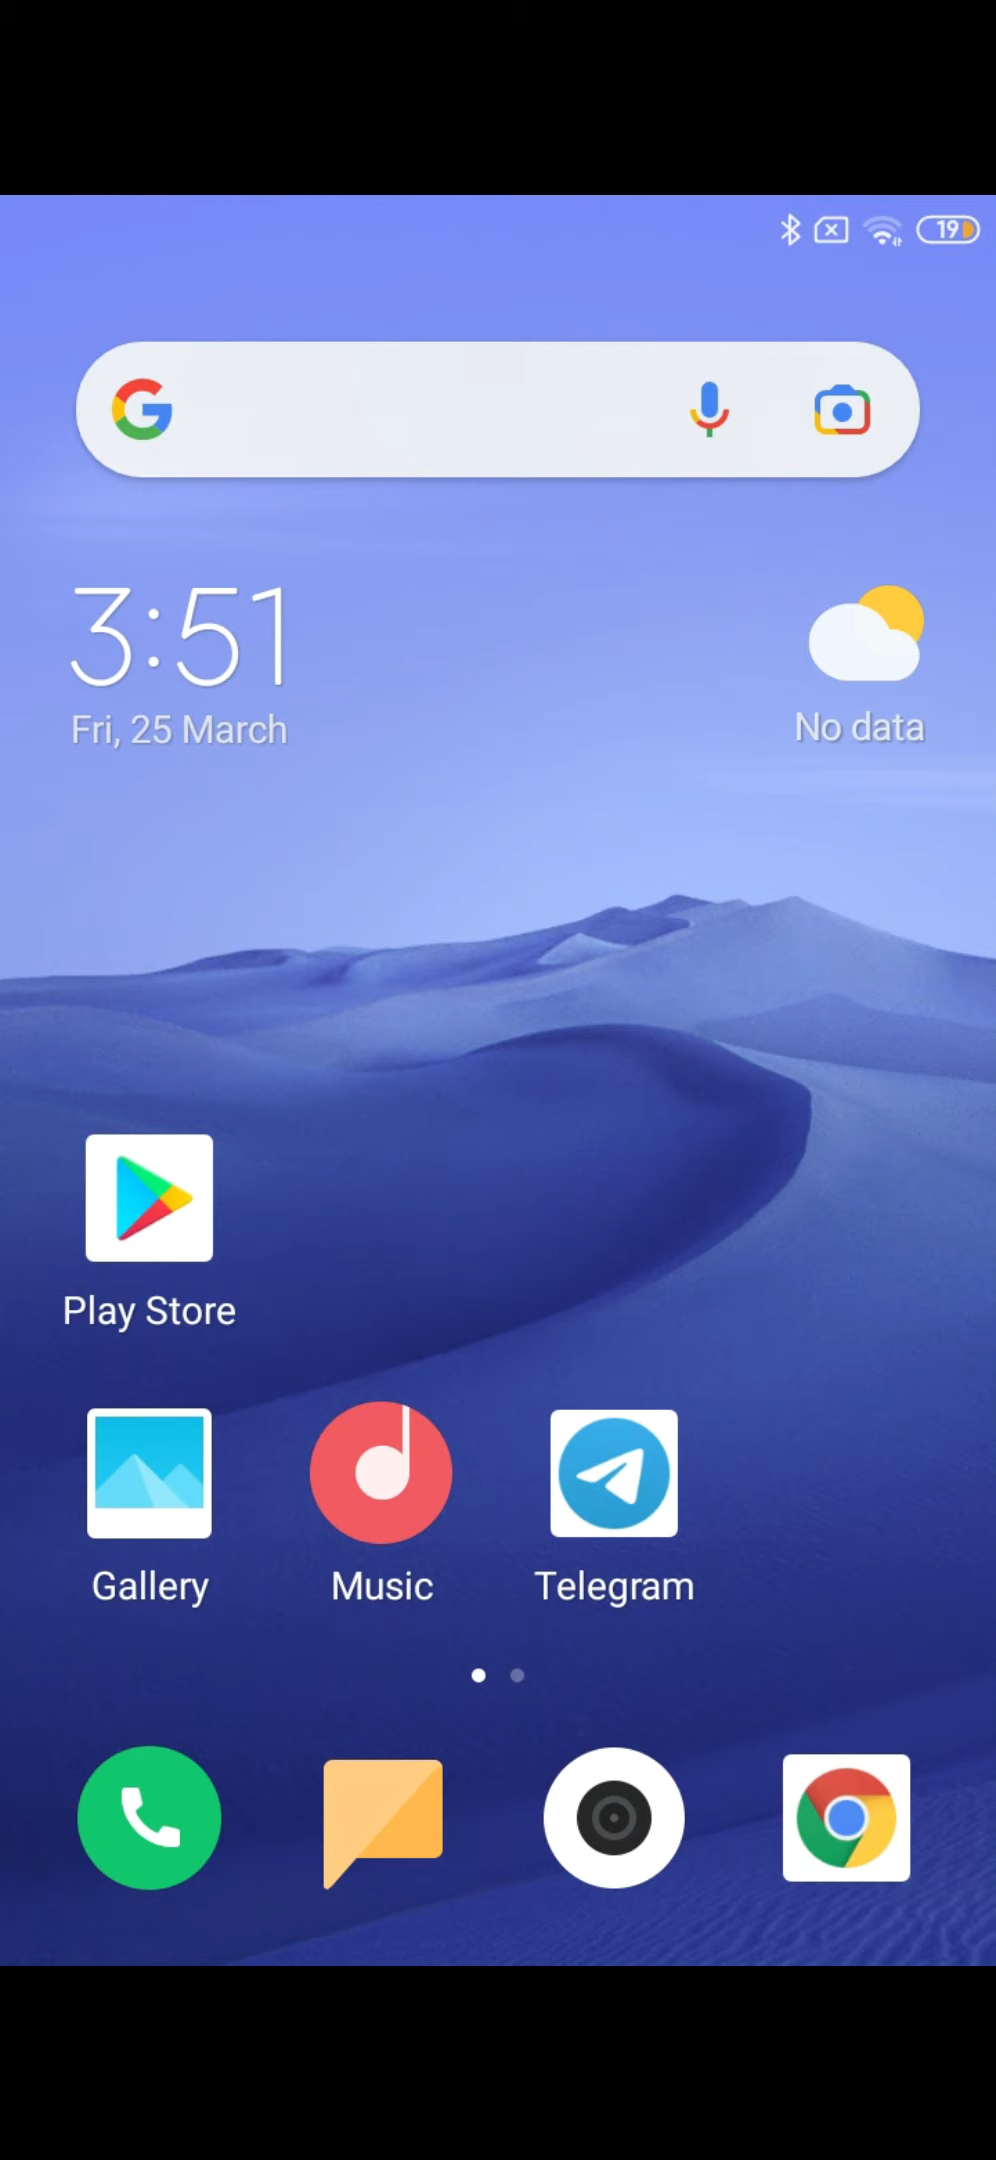 19
3:51
Fri, 25 March
No data
Play Store
Gallery
Music
Telegram